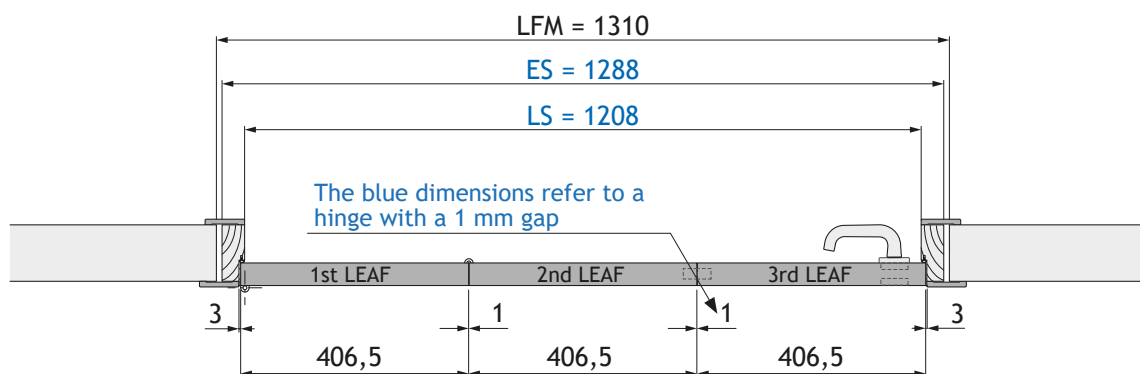 LFM = 1310
ES = 1288
LS = 1208
The blue dimensions refer to a
hinge with a 1 mm gap
1st LEAF
2nd LEAF
3rd LEAF
3
1
1
3
406,5
406,5
406,5